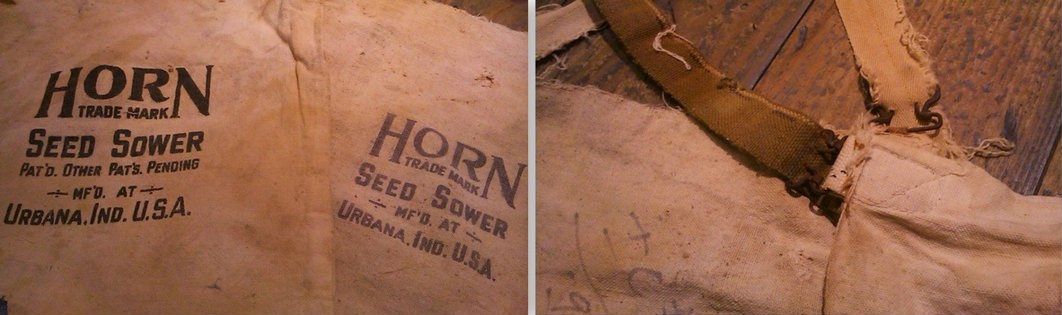 HORN
TRADE MARK
SEED SOWER
PAT'D. OTHER PAT'S. PENDING
MF'D. AT
URBANA, IND. U.S.A.
HORN
TRADE MARK
SEED SOWER
MF'D. AT
URBANA, IND. U.S.A.